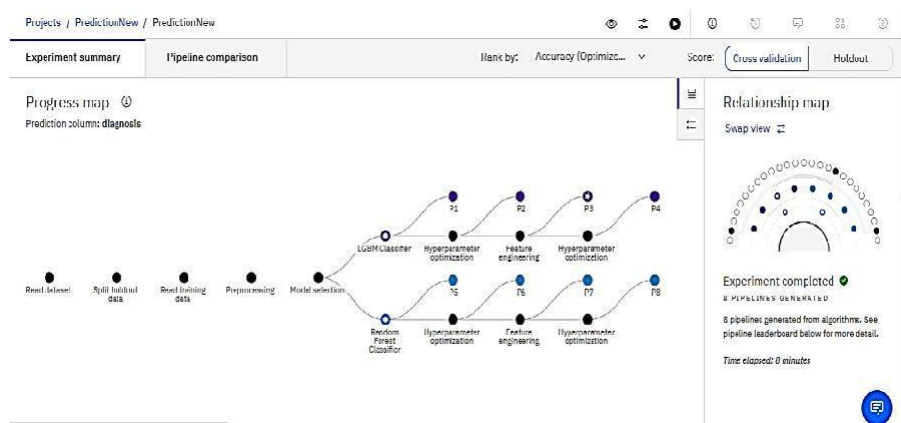 Projects / PredictionNew / PredictionNew
Experiment summary
Pipeline comparison
Rank by: Accuracy (Optimize...
Score: Cross validation
Holdout
Progress map
Prediction column: diagnosis
Relationship map
Swap view
P1
P2
P3
P4
LGBM Classifier
Hyperparameter
optimization
Feature
engineering
Hyperparameter
optimization
Read dataset
Split holdout
data
Read training
data
Preprocessing
Model selection
P5
P6
P7
P8
Random
Forest
Classifier
Hyperparameter
optimization
Feature
engineering
Hyperparameter
optimization
Experiment completed
8 PIPELINES GENERATED
8 pipelines generated from algorithms. See
pipeline leaderboard below for more detail.
Time elapsed: 0 minutes